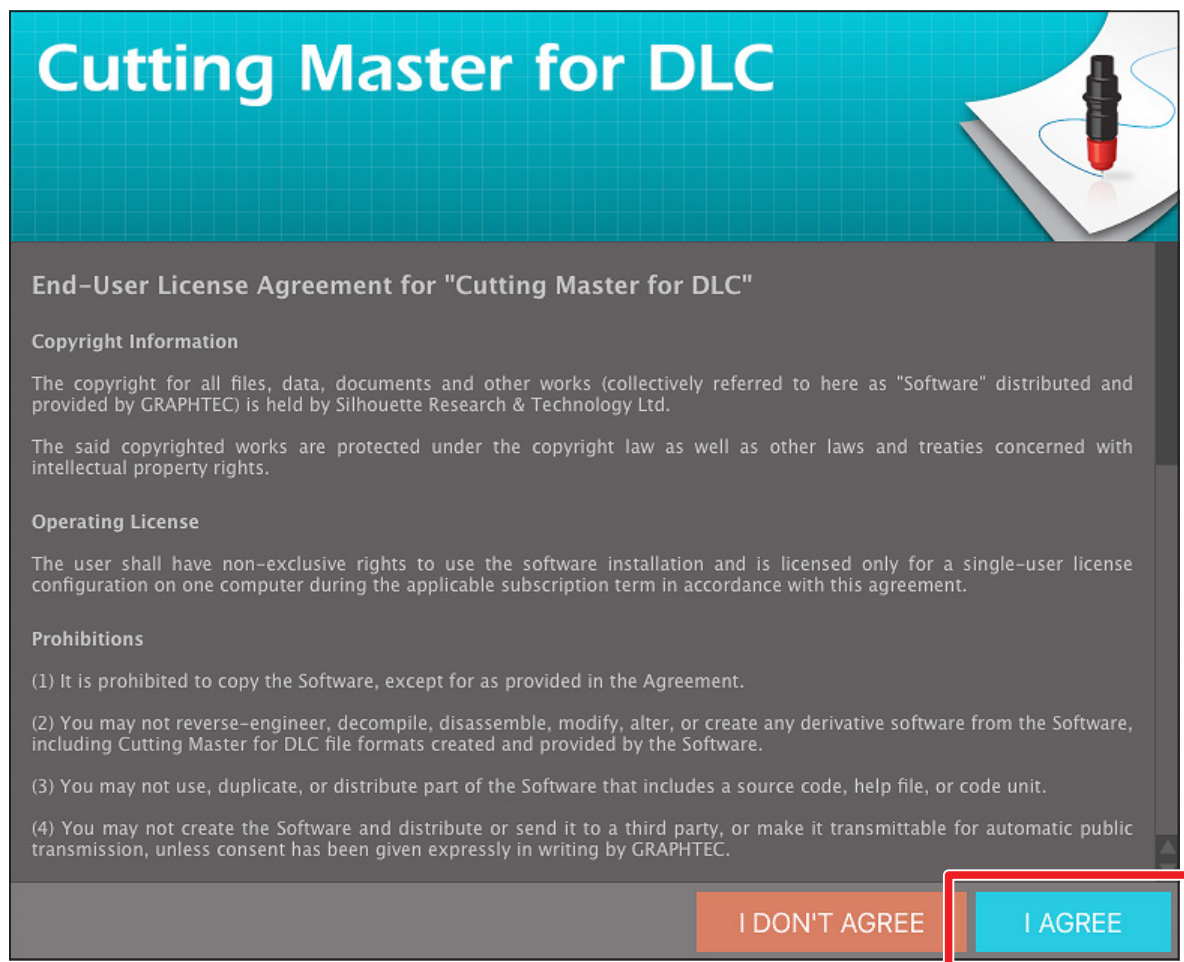 Cutting Master for DLC
End-User License Agreement for "Cutting Master for DLC"
Copyright Information
The copyright for all files, data, documents and other works (collectively referred to here as "Software" distributed and
provided by GRAPHTEC) is held by Silhouette Research & Technology Ltd.
The said copyrighted works are protected under the copyright law as well as other laws and treaties concerned with
intellectual property rights.
Operating License
The user shall have non-exclusive rights to use the software installation and is licensed only for a single-user license
configuration on one computer during the applicable subscription term in accordance with this agreement.
Prohibitions
(1) It is prohibited to copy the Software, except for as provided in the Agreement.
(2) You may not reverse-engineer, decompile, disassemble, modify, alter, or create any derivative software from the Software,
including Cutting Master for DLC file formats created and provided by the Software.
(3) You may not use, duplicate, or distribute part of the Software that includes a source code, help file, or code unit.
(4) You may not create the Software and distribute or send it to a third party, or make it transmittable for automatic public
transmission, unless consent has been given expressly in writing by GRAPHTEC.
I DON'T AGREE I AGREE